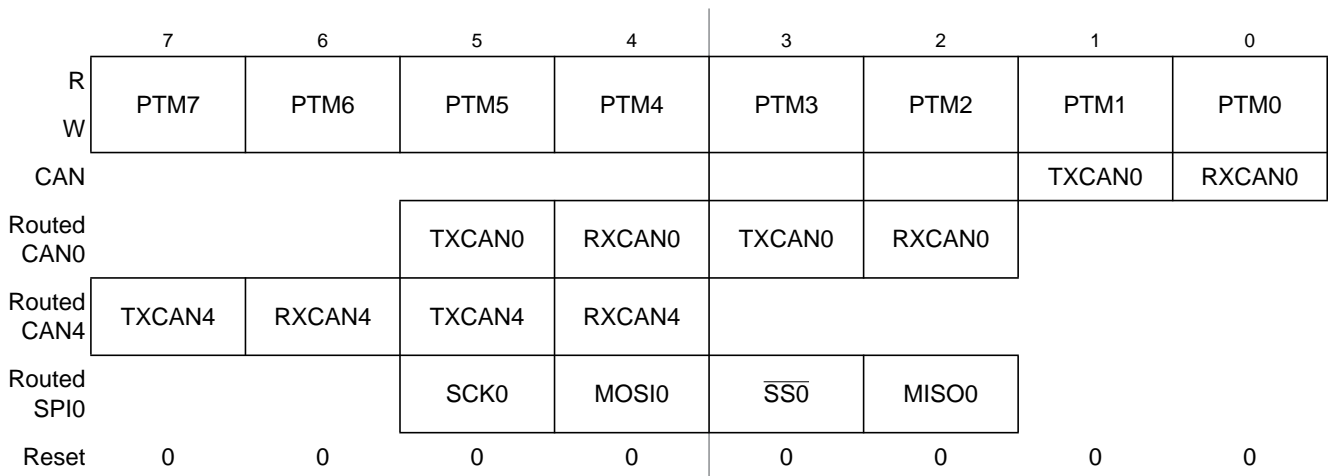 7 6 5 4 3 2 1 0
R
W
PTM7 PTM6 PTM5 PTM4 PTM3 PTM2 PTM1 PTM0
CAN TXCAN0 RXCAN0
Routed
CAN0
TXCAN0 RXCAN0 TXCAN0 RXCAN0
Routed
CAN4
TXCAN4 RXCAN4 TXCAN4 RXCAN4
Routed
SPI0
SCK0 MOSI0 S̅S̅0̅ MISO0
Reset 0 0 0 0 0 0 0 0